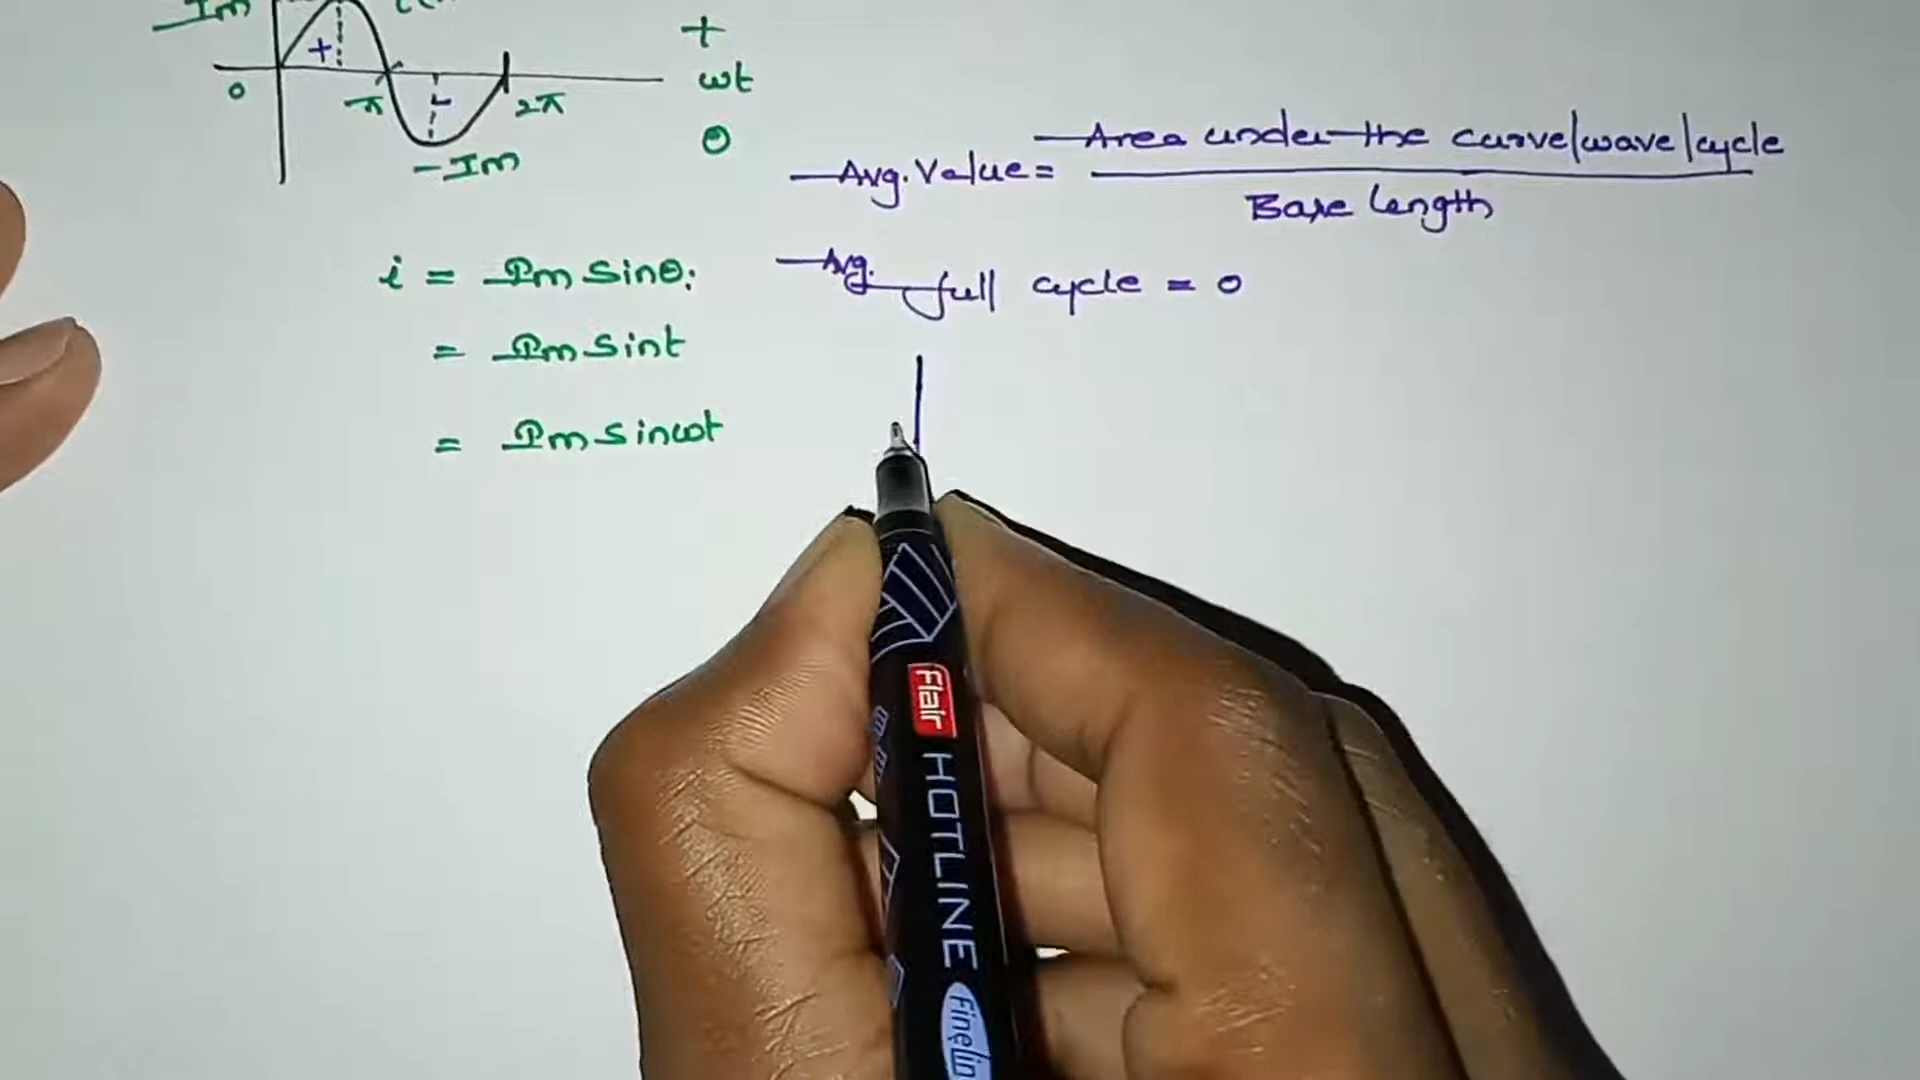 Im
+
+
ωt
0
π
2π
θ
-Im
Avg. Value = Area under the curve/wave/cycle
Base length
i = Im sinθ.
Avg. full cycle = 0
= Im sint
= Im sinωt
Flair
HOTLINE